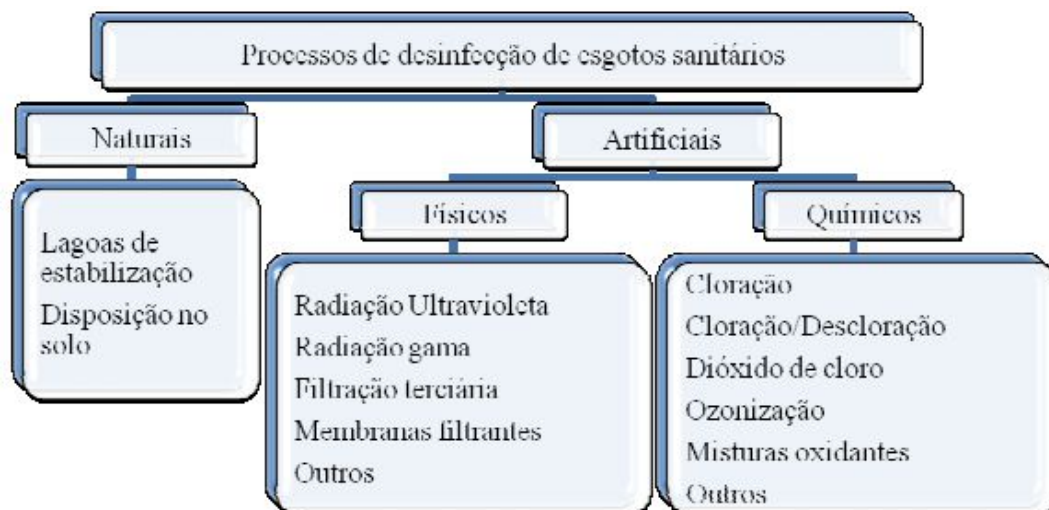 Processos de desinfecção de esgotos sanitários
Naturais
Artificiais
Físicos
Químicos
Lagoas de
estabilização
Disposição no
solo
Radiação Ultravioleta
Radiação gama
Filtração terciária
Membranas filtrantes
Outros
Cloração
Cloração/Descloração
Dióxido de cloro
Ozonização
Misturas oxidantes
Outros